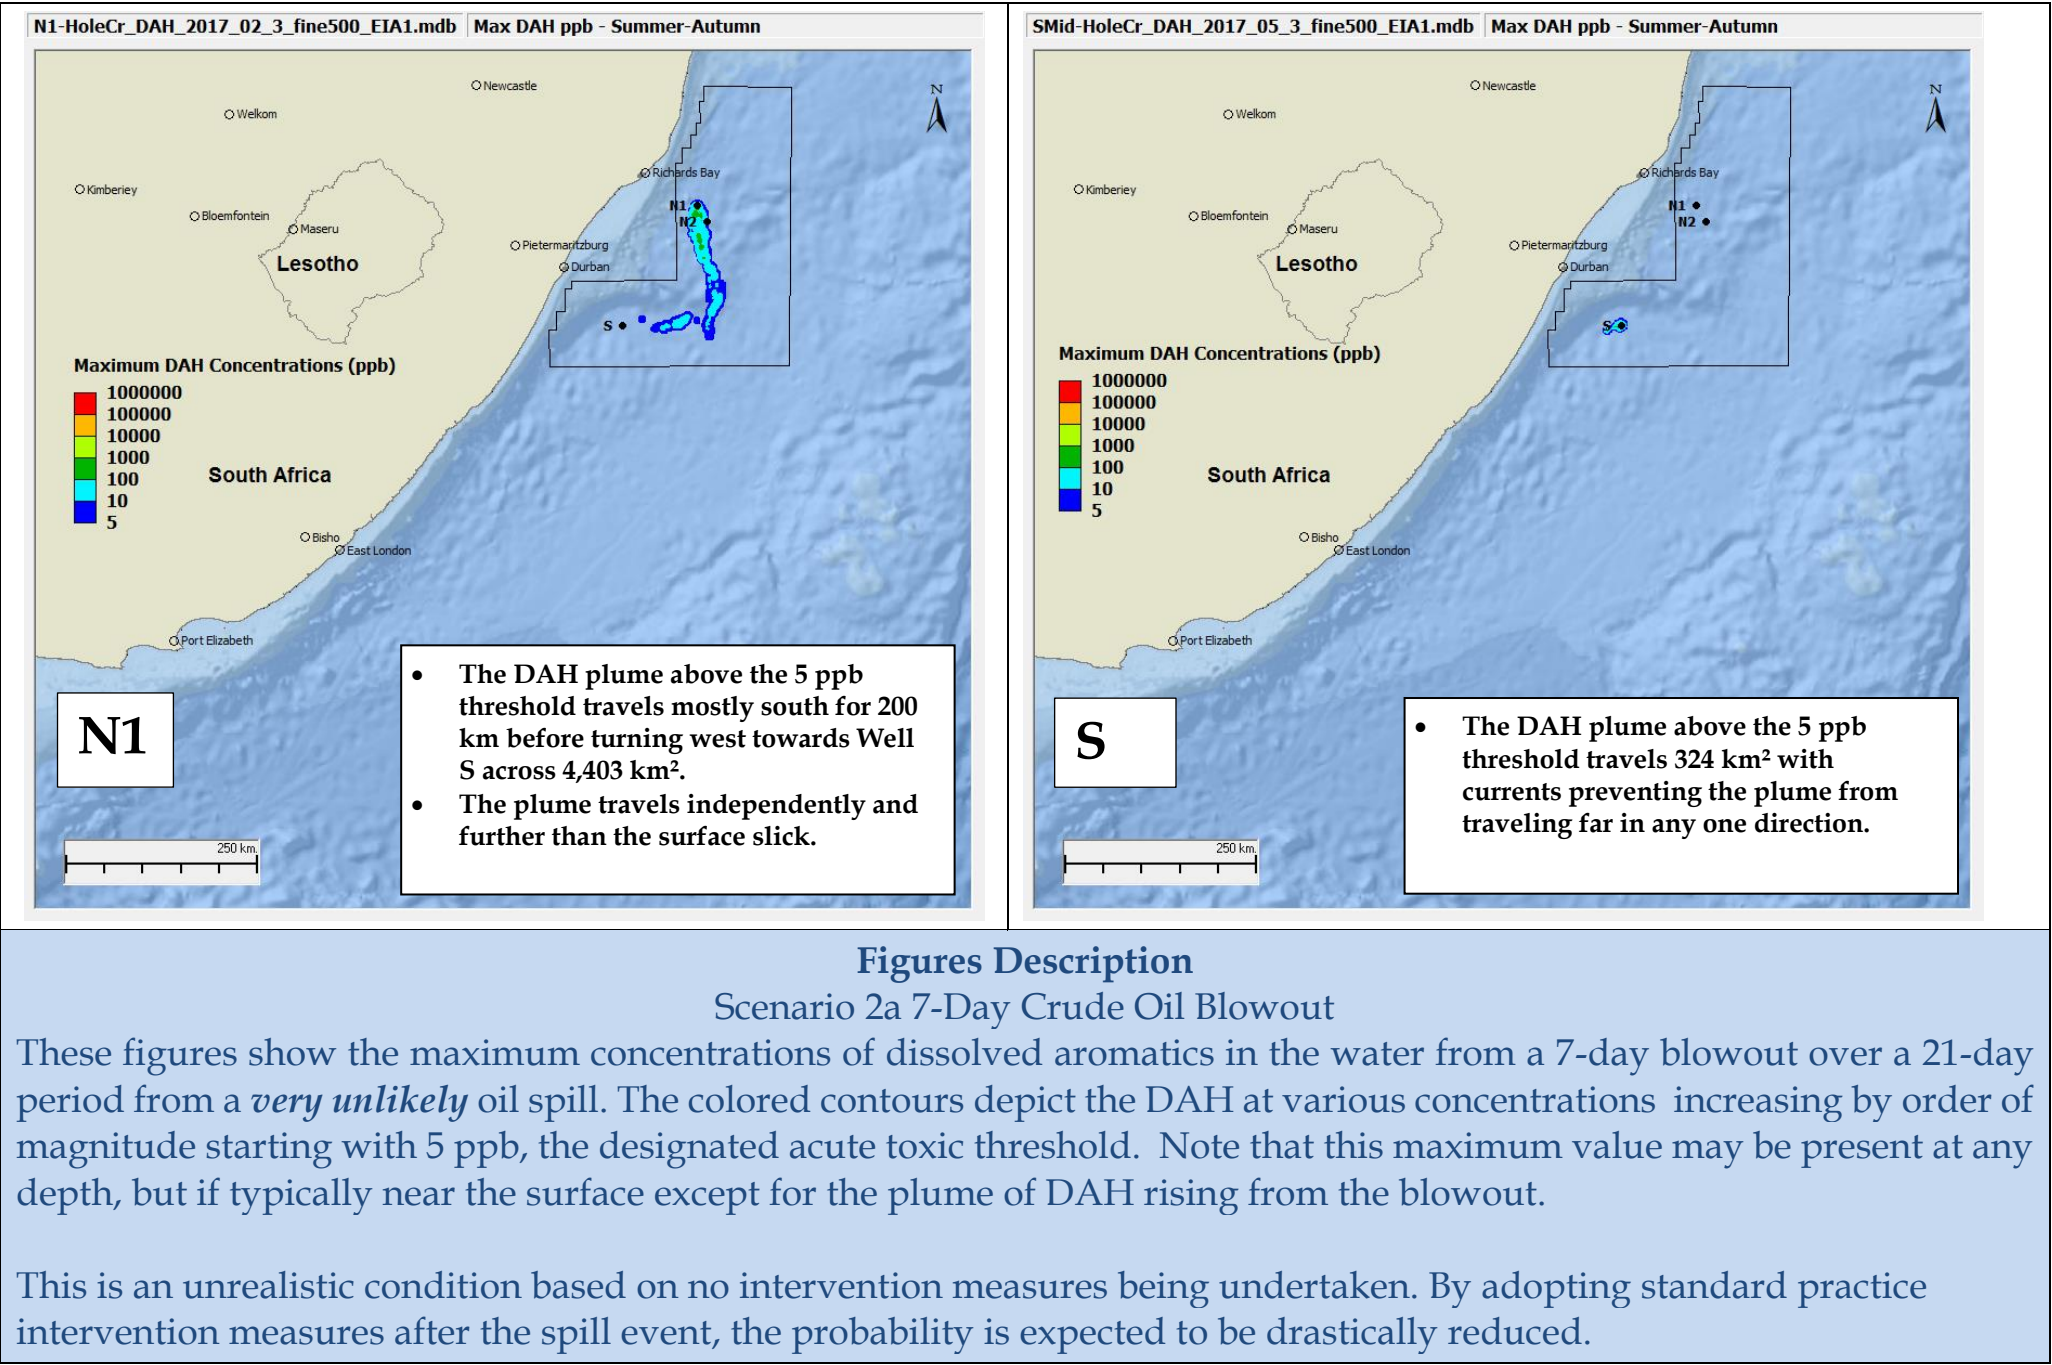 N1-HoleCr_DAH_2017_02_3_fine500_EIA1.mdb
Max DAH ppb - Summer-Autumn
N
Newcastle
Welkom
Richards Bay
Kimberley
N1
Bloemfontein
N2
Maseru
Pietermaritzburg
Lesotho
Durban
S
Maximum DAH Concentrations (ppb)
1000000
100000
10000
1000
100
10
5
South Africa
Bisho
East London
Port Elizabeth
N1
250 km.
• The DAH plume above the 5 ppb
threshold travels mostly south for 200
km before turning west towards Well
S across 4,403 km².
• The plume travels independently and
further than the surface slick.
SMid-HoleCr_DAH_2017_05_3_fine500_EIA1.mdb
Max DAH ppb - Summer-Autumn
N
Newcastle
Welkom
Richards Bay
Kimberley
N1
Bloemfontein
N2
Maseru
Pietermaritzburg
Lesotho
Durban
S
Maximum DAH Concentrations (ppb)
1000000
100000
10000
1000
100
10
5
South Africa
Bisho
East London
Port Elizabeth
S
250 km.
• The DAH plume above the 5 ppb
threshold travels 324 km² with
currents preventing the plume from
traveling far in any one direction.
Figures Description
Scenario 2a 7-Day Crude Oil Blowout
These figures show the maximum concentrations of dissolved aromatics in the water from a 7-day blowout over a 21-day
period from a very unlikely oil spill. The colored contours depict the DAH at various concentrations increasing by order of
magnitude starting with 5 ppb, the designated acute toxic threshold. Note that this maximum value may be present at any
depth, but if typically near the surface except for the plume of DAH rising from the blowout.
This is an unrealistic condition based on no intervention measures being undertaken. By adopting standard practice
intervention measures after the spill event, the probability is expected to be drastically reduced.